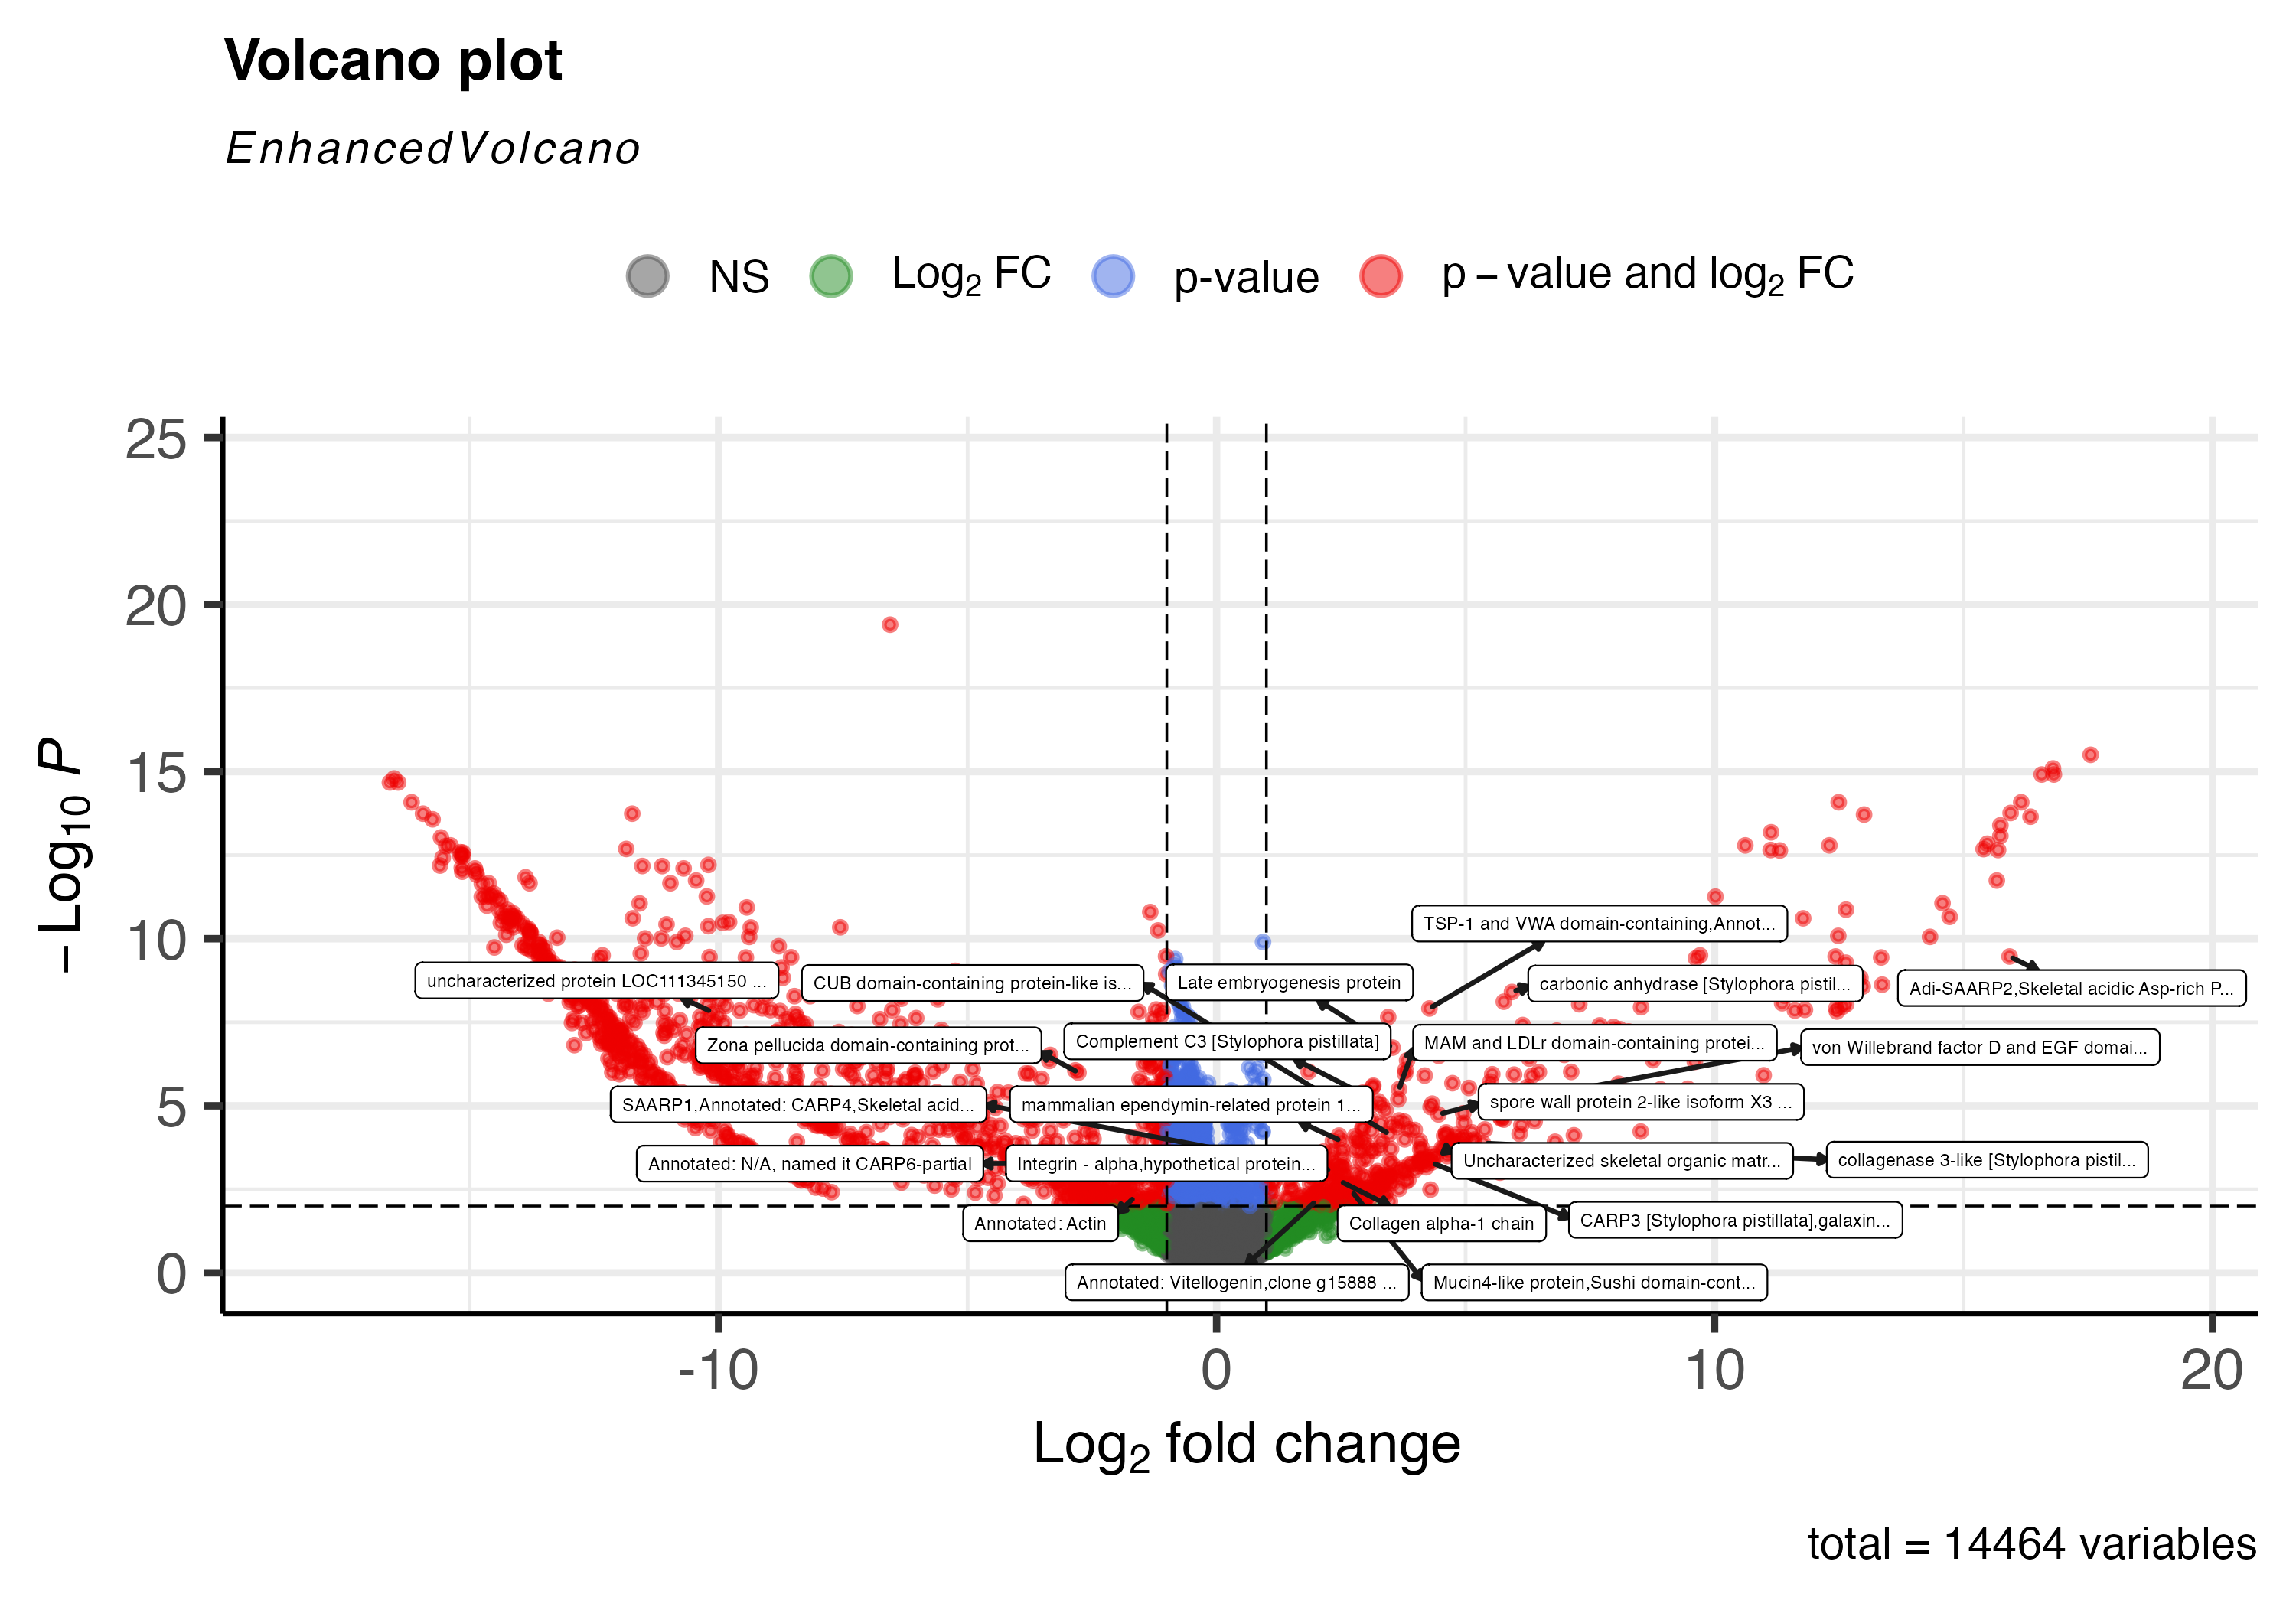 Volcano plot
EnhancedVolcano
NS
Log2 FC
p-value
p – value and log2 FC
25
20
15
10
5
0
– Log10 P
TSP-1 and VWA domain-containing,Annot...
uncharacterized protein LOC111345150 ...
CUB domain-containing protein-like is...
Late embryogenesis protein
carbonic anhydrase [Stylophora pistil...
Adi-SAARP2,Skeletal acidic Asp-rich P...
Zona pellucida domain-containing prot...
Complement C3 [Stylophora pistillata]
MAM and LDLr domain-containing protei...
von Willebrand factor D and EGF domai...
SAARP1,Annotated: CARP4,Skeletal acid...
mammalian ependymin-related protein 1...
spore wall protein 2-like isoform X3 ...
Annotated: N/A, named it CARP6-partial
Integrin - alpha,hypothetical protein...
Uncharacterized skeletal organic matr...
collagenase 3-like [Stylophora pistil...
Annotated: Actin
Collagen alpha-1 chain
CARP3 [Stylophora pistillata],galaxin...
Annotated: Vitellogenin,clone g15888 ...
Mucin4-like protein,Sushi domain-cont...
-10
0
10
20
Log2 fold change
total = 14464 variables